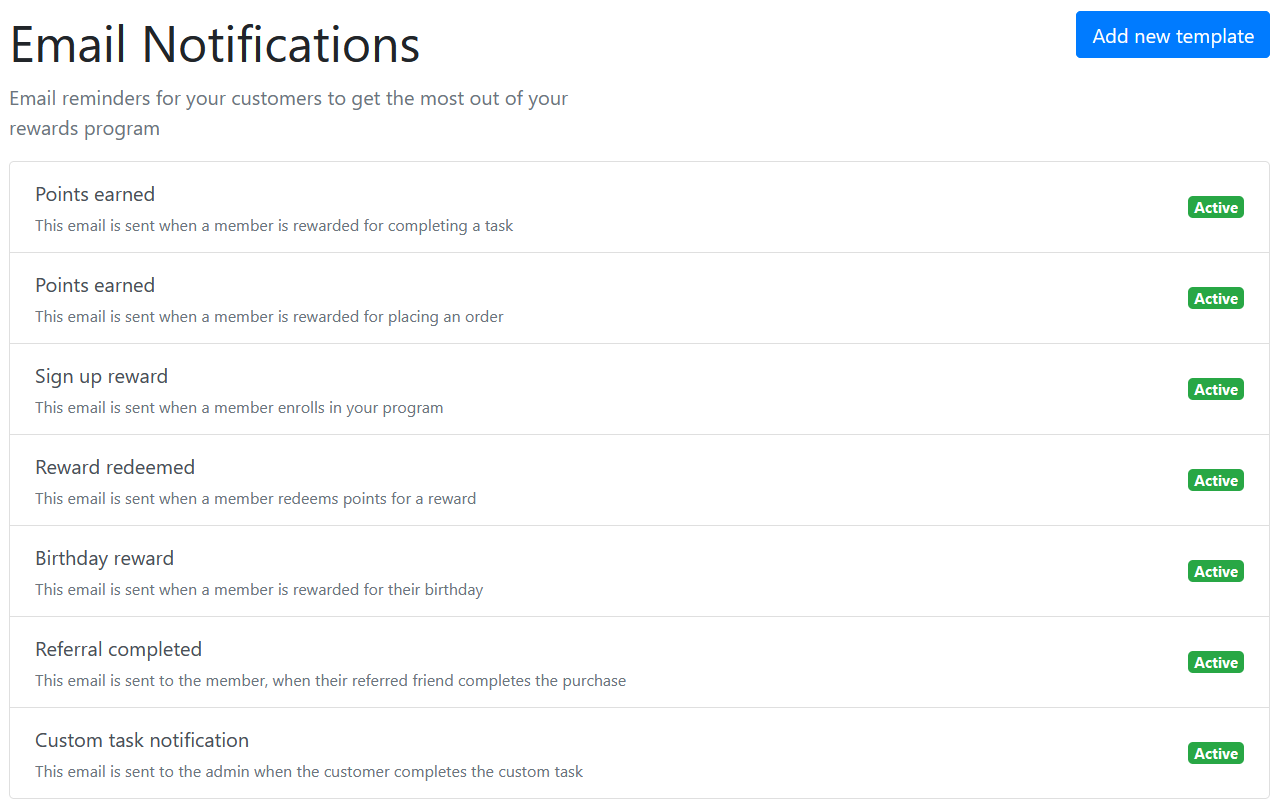 Email Notifications
Add new template
Email reminders for your customers to get the most out of your
rewards program
Points earned
This email is sent when a member is rewarded for completing a task
Active
Points earned
This email is sent when a member is rewarded for placing an order
Active
Sign up reward
This email is sent when a member enrolls in your program
Active
Reward redeemed
This email is sent when a member redeems points for a reward
Active
Birthday reward
This email is sent when a member is rewarded for their birthday
Active
Referral completed
This email is sent to the member, when their referred friend completes the purchase
Active
Custom task notification
This email is sent to the admin when the customer completes the custom task
Active